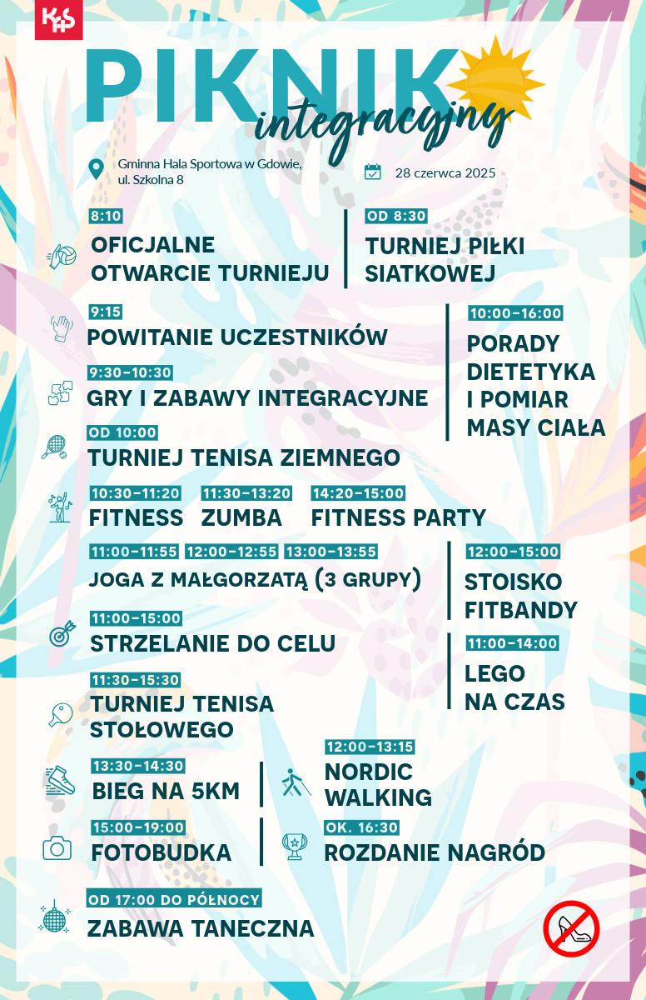 KAS
PIKNIK
integracyjny
Gminna Hala Sportowa w Gdowie,
ul. Szkolna 8
28 czerwca 2025
8:10
OFICJALNE
OTWARCIE TURNIEJU
OD 8:30
TURNIEJ PIŁKI
SIATKOWEJ
9:15
POWITANIE UCZESTNIKÓW
9:30–10:30
GRY I ZABAWY INTEGRACYJNE
10:00–16:00
PORADY
DIETETYKA
I POMIAR
MASY CIAŁA
OD 10:00
TURNIEJ TENISA ZIEMNEGO
10:30–11:20
FITNESS
11:30–13:20
ZUMBA
14:20–15:00
FITNESS PARTY
11:00–11:55 12:00–12:55 13:00–13:55
JOGA Z MAŁGORZATĄ (3 GRUPY)
12:00–15:00
STOISKO
FITBANDY
11:00–15:00
STRZELANIE DO CELU
11:00–14:00
LEGO
NA CZAS
11:30–15:30
TURNIEJ TENISA
STOŁOWEGO
13:30–14:30
BIEG NA 5KM
12:00–13:15
NORDIC
WALKING
15:00–19:00
FOTOBUDKA
OK. 16:30
ROZDANIE NAGRÓD
OD 17:00 DO PÓŁNOCY
ZABAWA TANECZNA